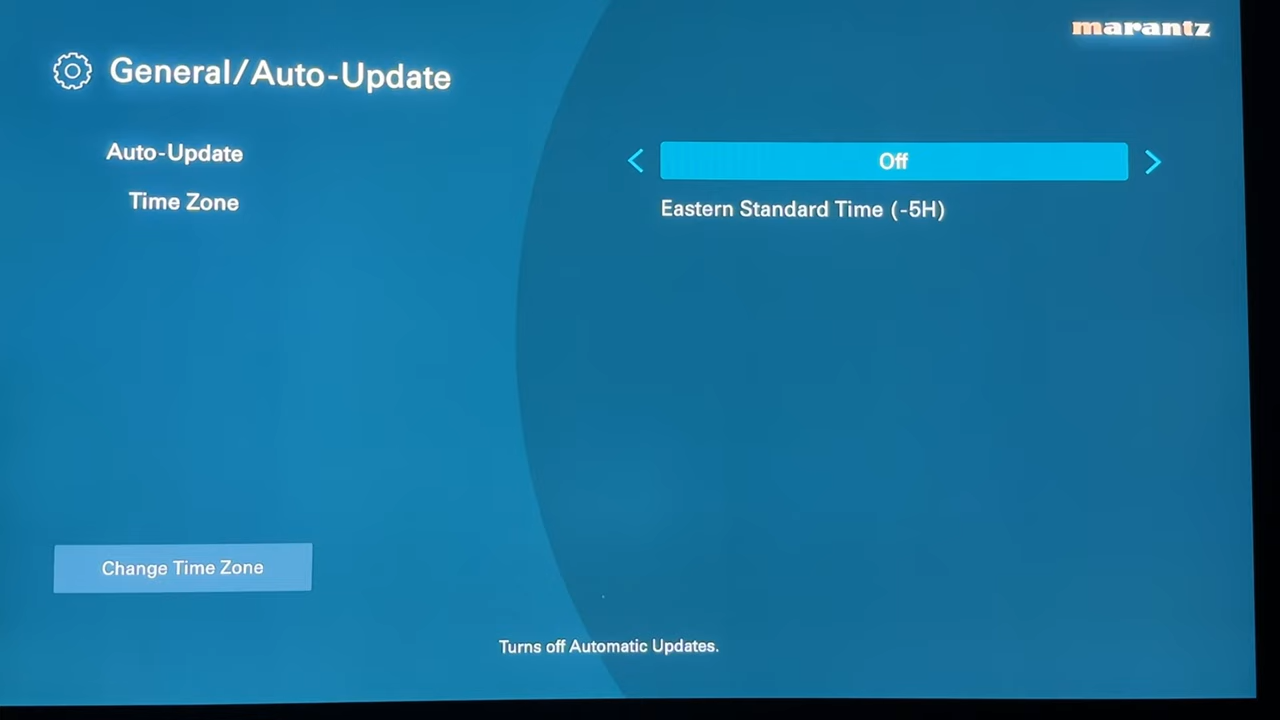 marantz
General/Auto-Update
Auto-Update
Off
Time Zone
Eastern Standard Time (-5H)
Change Time Zone
Turns off Automatic Updates.